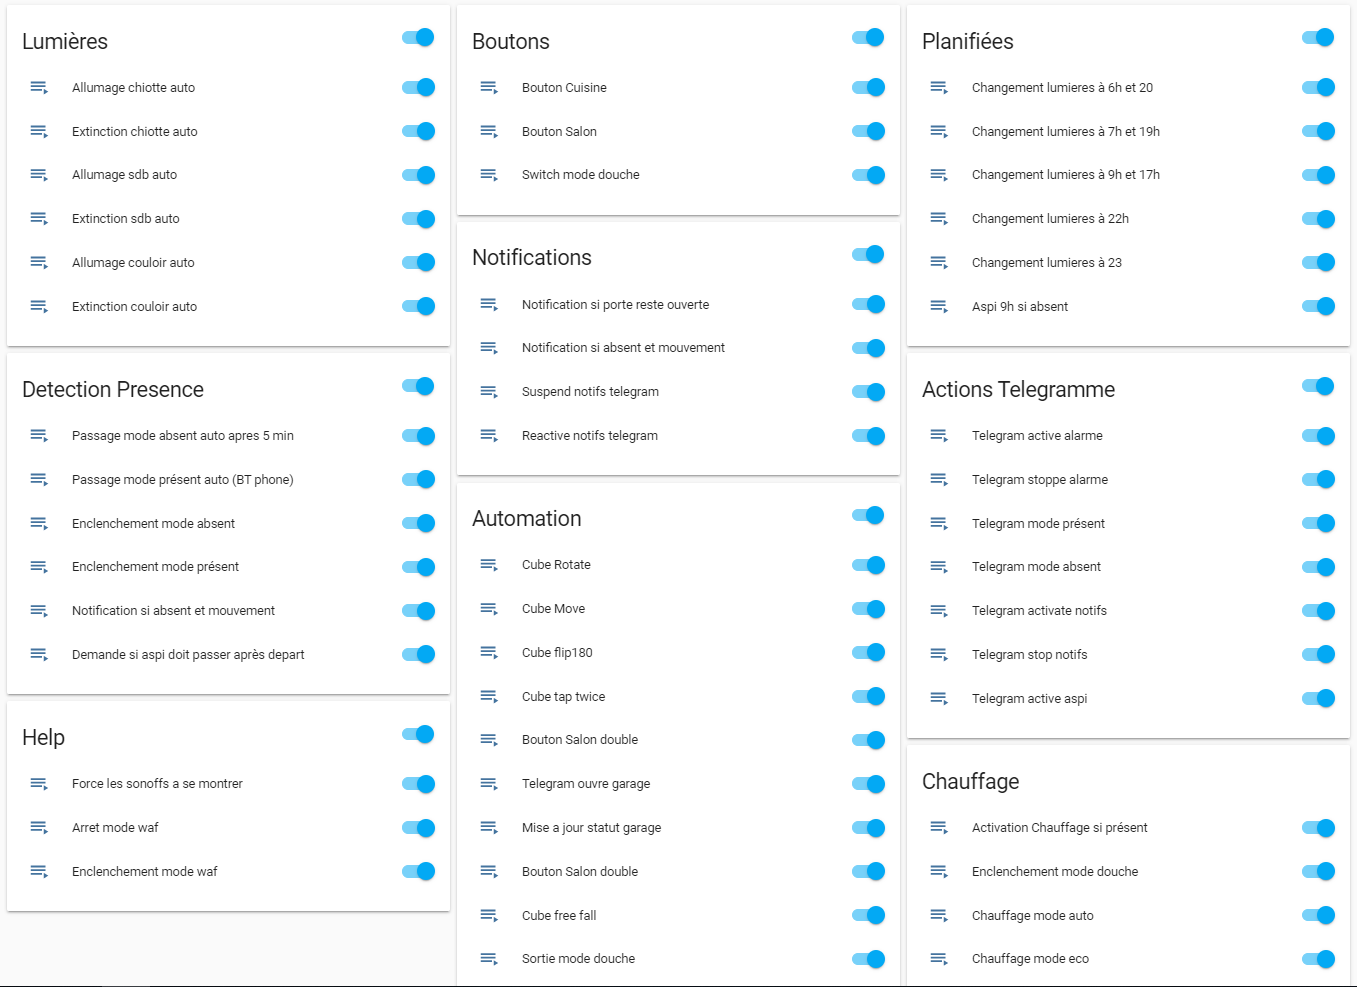 Lumières
Allumage chiotte auto
Extinction chiotte auto
Allumage sdb auto
Extinction sdb auto
Allumage couloir auto
Extinction couloir auto
Detection Presence
Passage mode absent auto apres 5 min
Passage mode présent auto (BT phone)
Enclenchement mode absent
Enclenchement mode présent
Notification si absent et mouvement
Demande si aspi doit passer après depart
Help
Force les sonoffs a se montrer
Arret mode waf
Enclenchement mode waf
Boutons
Bouton Cuisine
Bouton Salon
Switch mode douche
Notifications
Notification si porte reste ouverte
Notification si absent et mouvement
Suspend notifs telegram
Reactive notifs telegram
Automation
Cube Rotate
Cube Move
Cube flip180
Cube tap twice
Bouton Salon double
Telegram ouvre garage
Mise a jour statut garage
Bouton Salon double
Cube free fall
Sortie mode douche
Planifiées
Changement lumieres à 6h et 20
Changement lumieres à 7h et 19h
Changement lumieres à 9h et 17h
Changement lumieres à 22h
Changement lumieres à 23
Aspi 9h si absent
Actions Telegramme
Telegram active alarme
Telegram stoppe alarme
Telegram mode présent
Telegram mode absent
Telegram activate notifs
Telegram stop notifs
Telegram active aspi
Chauffage
Activation Chauffage si présent
Enclenchement mode douche
Chauffage mode auto
Chauffage mode eco